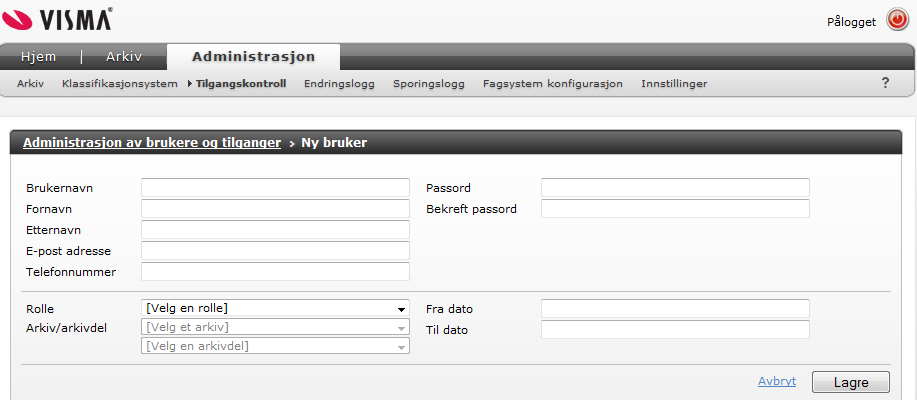 VISMA®
Pålogget
Hjem | Arkiv Administrasjon
Arkiv Klassifikasjonsystem Tilgangskontroll Endringslogg Sporingslogg Fagsystem konfigurasjon Innstillinger ?
Administrasjon av brukere og tilganger > Ny bruker
Brukernavn Passord
Fornavn Bekreft passord
Etternavn
E-post adresse
Telefonnummer
Rolle [Velg en rolle] Fra dato
Arkiv/arkivdel [Velg et arkiv] Til dato
[Velg en arkivdel]
Avbryt Lagre